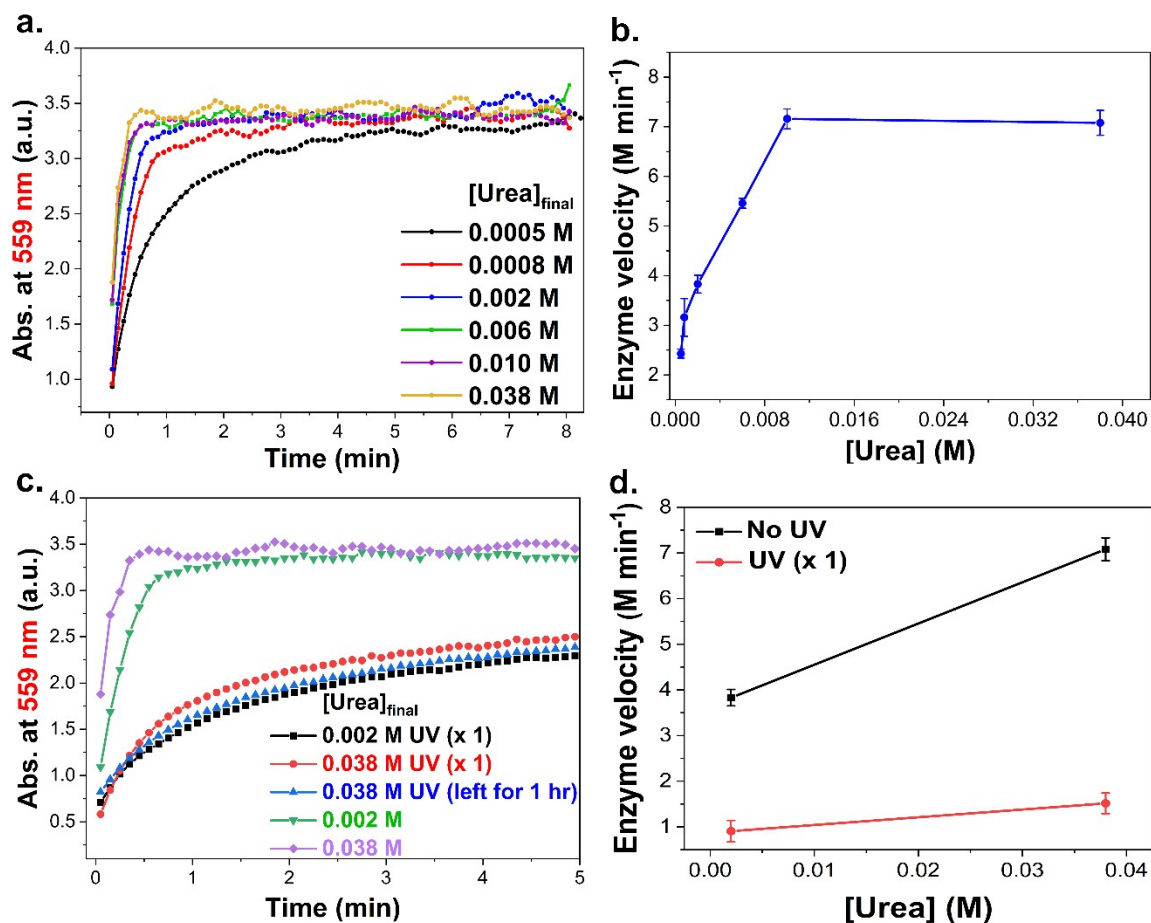 a.
4.0
3.5
3.0
2.5
2.0
1.5
1.0
Abs. at 559 nm (a.u.)
[Urea]final
0.0005 M
0.0008 M
0.002 M
0.006 M
0.010 M
0.038 M
0 1 2 3 4 5 6 7 8
Time (min)
b.
8
7
6
5
4
3
2
Enzyme velocity (M min⁻¹)
0.000 0.008 0.016 0.024 0.032 0.040
[Urea] (M)
c.
4.0
3.5
3.0
2.5
2.0
1.5
1.0
0.5
Abs. at 559 nm (a.u.)
[Urea]final
0.002 M UV (x 1)
0.038 M UV (x 1)
0.038 M UV (left for 1 hr)
0.002 M
0.038 M
0 1 2 3 4 5
Time (min)
d.
No UV
UV (x 1)
8
7
6
5
4
3
2
1
Enzyme velocity (M min⁻¹)
0.00 0.01 0.02 0.03 0.04
[Urea] (M)